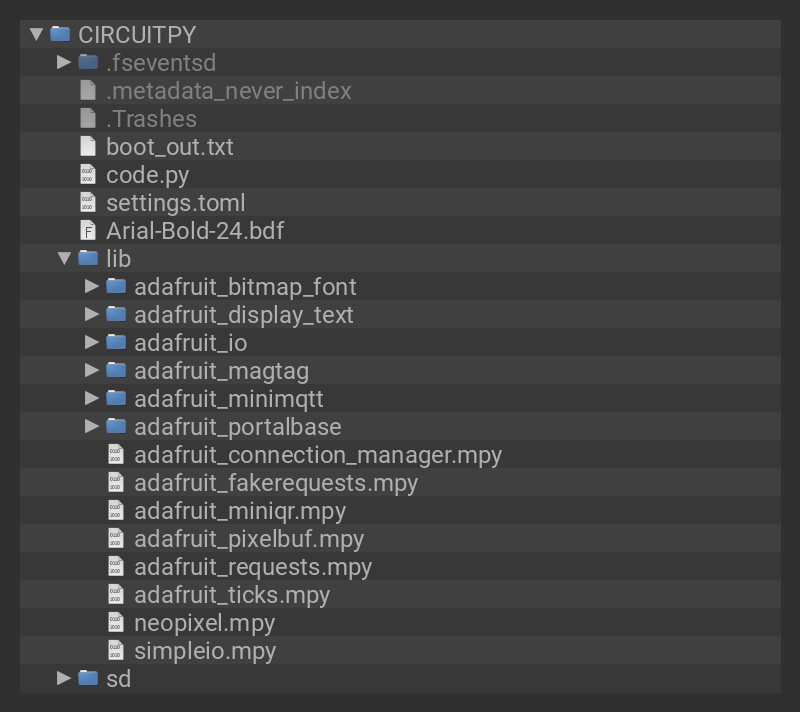 CIRCUITPY
.fseventsd
.metadata_never_index
.Trashes
boot_out.txt
code.py
settings.toml
Arial-Bold-24.bdf
lib
adafruit_bitmap_font
adafruit_display_text
adafruit_io
adafruit_magtag
adafruit_minimqtt
adafruit_portalbase
adafruit_connection_manager.mpy
adafruit_fakerequests.mpy
adafruit_miniqr.mpy
adafruit_pixelbuf.mpy
adafruit_requests.mpy
adafruit_ticks.mpy
neopixel.mpy
simpleio.mpy
sd